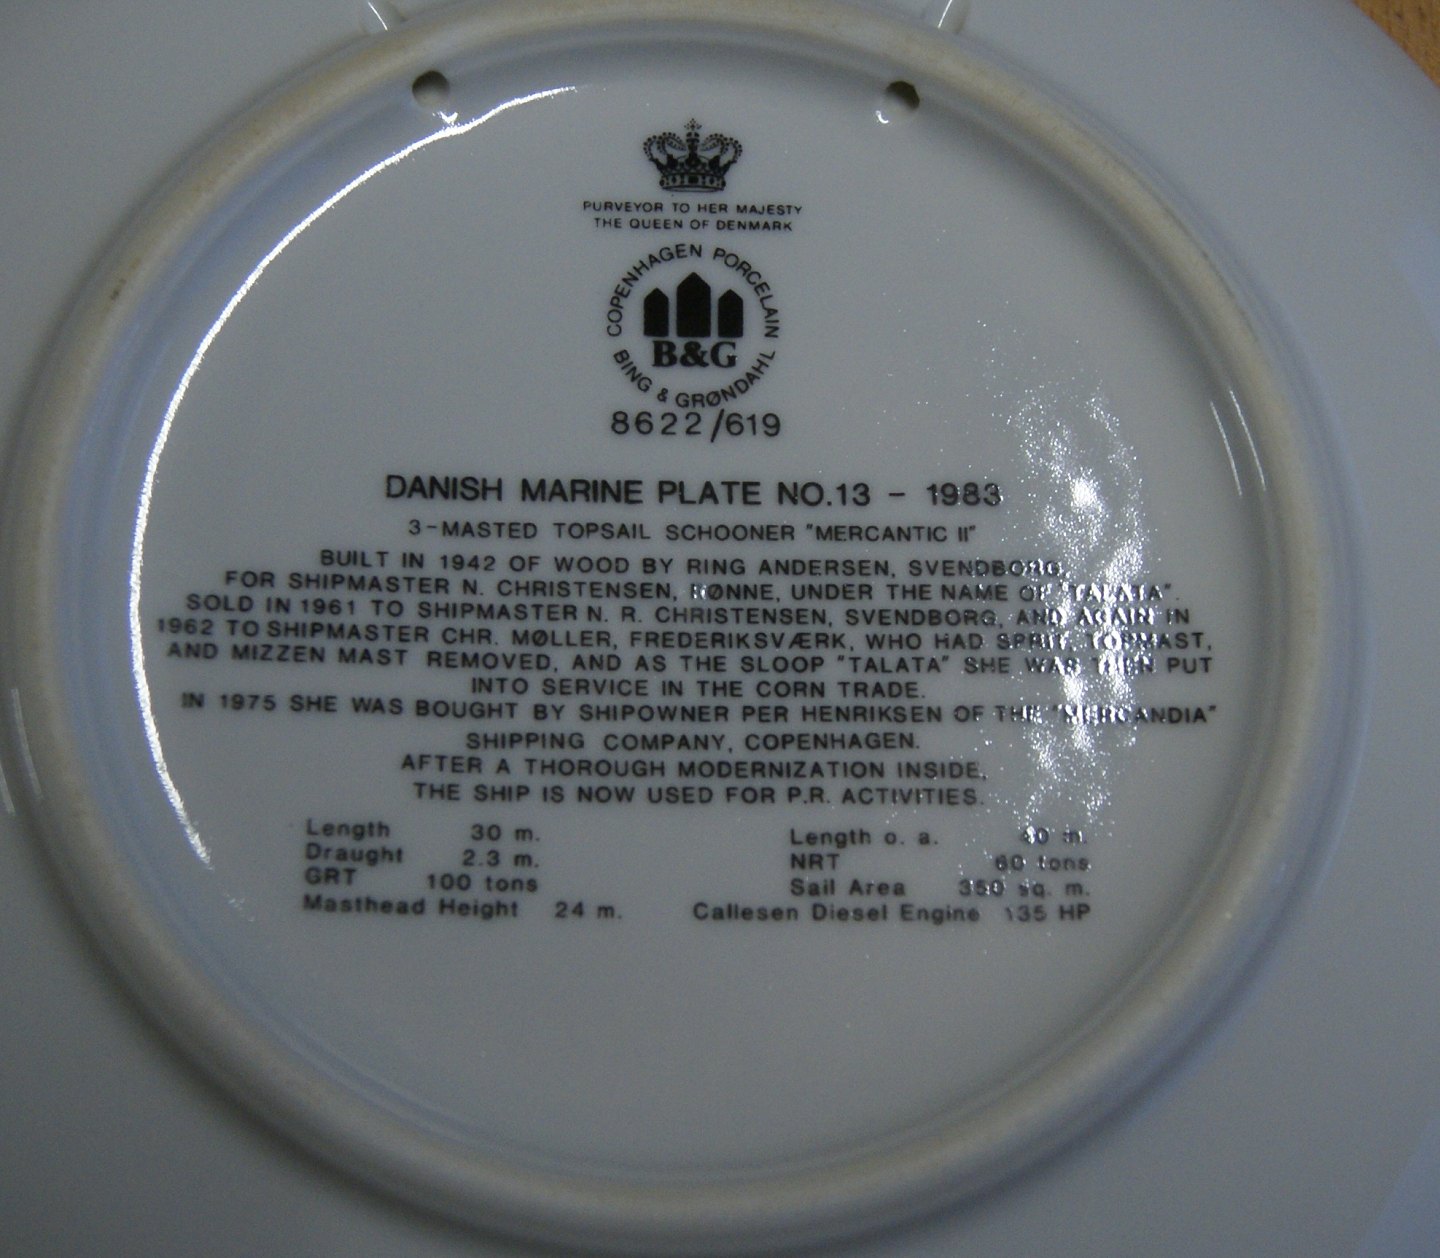 PURVEYOR TO HER MAJESTY
THE QUEEN OF DENMARK
COPENHAGEN PORCELAIN
B&G
BING & GRØNDAHL
8622/619
DANISH MARINE PLATE NO.13 - 1983
3-MASTED TOPSAIL SCHOONER "MERCANTIC II"
BUILT IN 1942 OF WOOD BY RING ANDERSEN, SVENDBORG,
FOR SHIPMASTER N. CHRISTENSEN, RØNNE, UNDER THE NAME OF "TALATA".
SOLD IN 1961 TO SHIPMASTER N. R. CHRISTENSEN, SVENDBORG, AND AGAIN IN
1962 TO SHIPMASTER CHR. MØLLER, FREDERIKSVÆRK, WHO HAD SPRIT, TOPMAST,
AND MIZZEN MAST REMOVED, AND AS THE SLOOP "TALATA" SHE WAS THEN PUT
INTO SERVICE IN THE CORN TRADE.
IN 1975 SHE WAS BOUGHT BY SHIPOWNER PER HENRIKSEN OF THE "MERCANDIA"
SHIPPING COMPANY, COPENHAGEN.
AFTER A THOROUGH MODERNIZATION INSIDE,
THE SHIP IS NOW USED FOR P.R. ACTIVITIES.
Length 30 m. Length o. a. 40 m.
Draught 2.3 m. NRT 60 tons
GRT 100 tons Sail Area 350 sq. m.
Masthead Height 24 m. Callesen Diesel Engine 135 HP